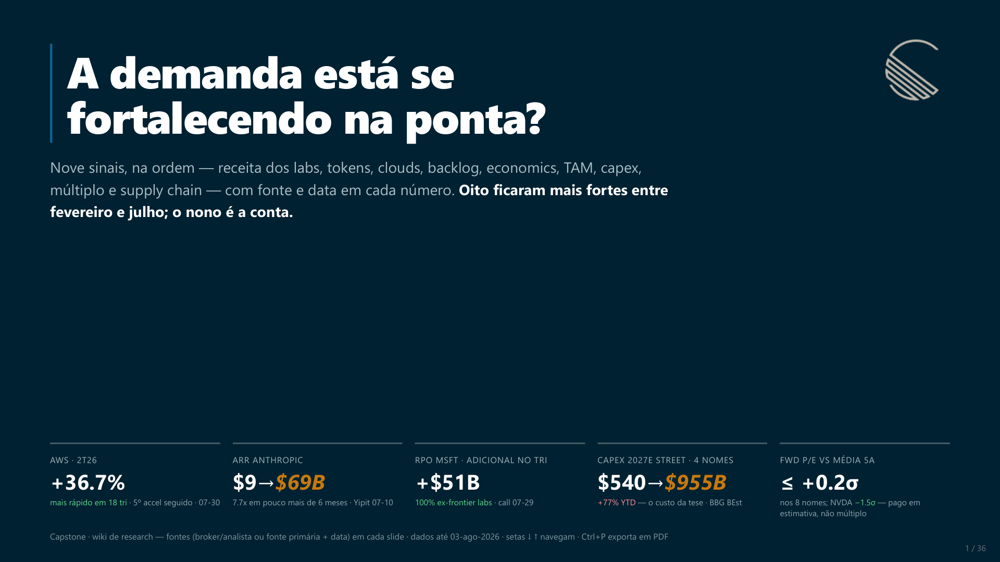 A demanda está se
fortalecendo na ponta?
Nove sinais, na ordem — receita dos labs, tokens, clouds, backlog, economics, TAM, capex,
múltiplo e supply chain — com fonte e data em cada número. Oito ficaram mais fortes entre
fevereiro e julho; o nono é a conta.
AWS · 2T26
+36.7%
mais rápido em 18 tri · 5º accel seguido · 07-30
ARR ANTHROPIC
$9→$69B
7.7x em pouco mais de 6 meses · Yipit 07-10
RPO MSFT · ADICIONAL NO TRI
+$51B
100% ex-frontier labs · call 07-29
CAPEX 2027E STREET · 4 NOMES
$540→$955B
+77% YTD — o custo da tese · BBG BEst
FWD P/E VS MÉDIA 5A
≤ +0.2σ
nos 8 nomes; NVDA −1.5σ — pago em
estimativa, não múltiplo
Capstone · wiki de research — fontes (broker/analista ou fonte primária + data) em cada slide · dados até 03-ago-2026 · setas ↓ ↑ navegam · Ctrl+P exporta em PDF
1 / 36